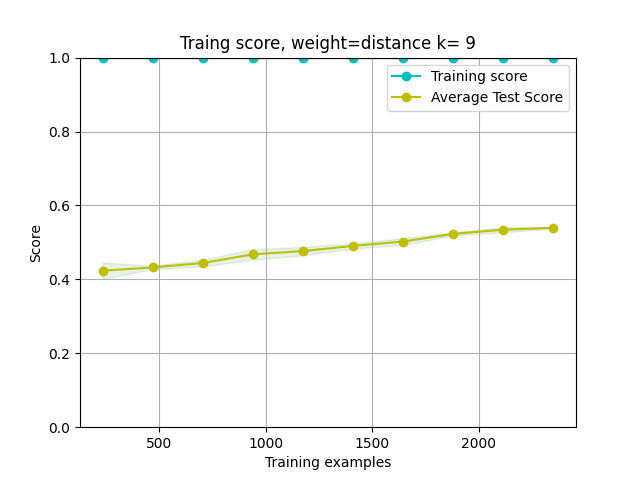 Traing score, weight=distance k= 9
Training score
Average Test Score
Score
1.0
0.8
0.6
0.4
0.2
0.0
500
1000
1500
2000
Training examples